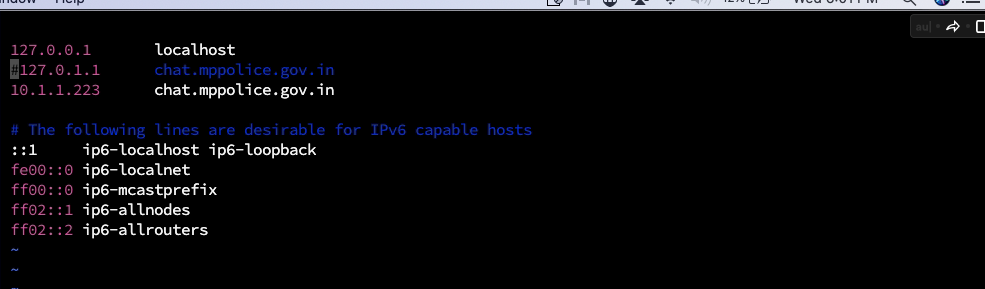 Help
127.0.0.1 localhost
#127.0.1.1 chat.mppolice.gov.in
10.1.1.223 chat.mppolice.gov.in
# The following lines are desirable for IPv6 capable hosts
::1 ip6-localhost ip6-loopback
fe00::0 ip6-localnet
ff00::0 ip6-mcastprefix
ff02::1 ip6-allnodes
ff02::2 ip6-allrouters
~
~
~